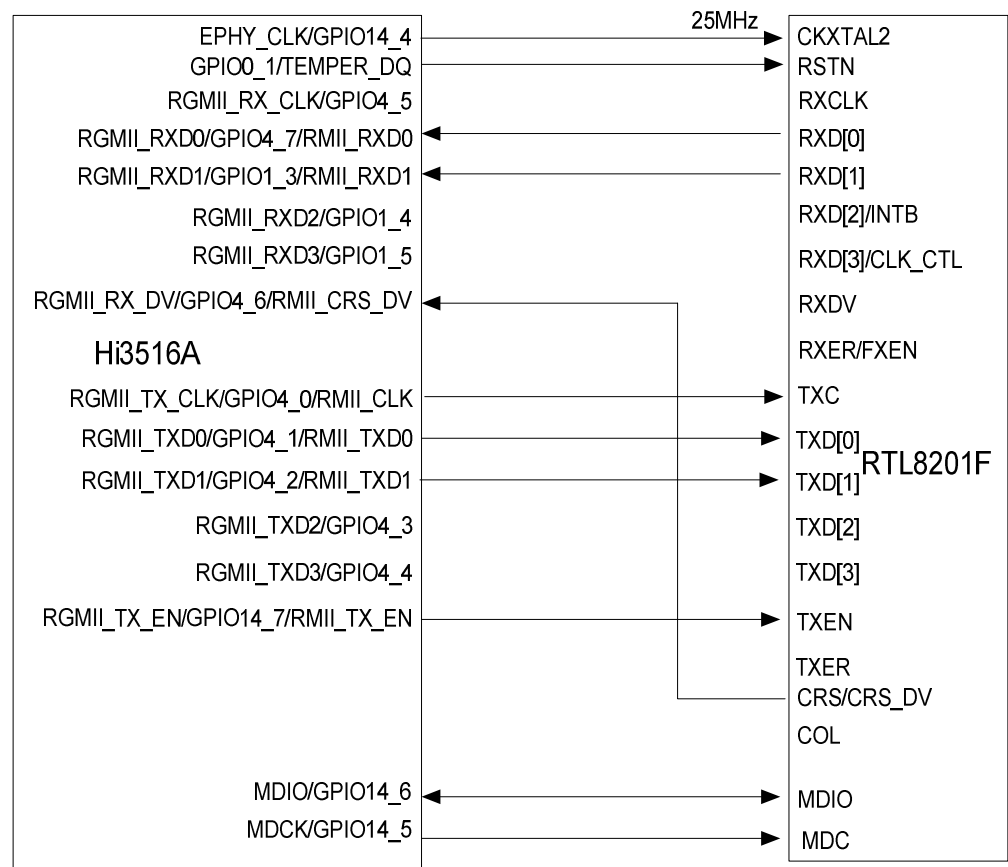 25MHz
EPHY_CLK/GPIO14_4 CKXTAL2
GPIO0_1/TEMPER_DQ RSTN
RGMII_RX_CLK/GPIO4_5 RXCLK
RGMII_RXD0/GPIO4_7/RMII_RXD0 RXD[0]
RGMII_RXD1/GPIO1_3/RMII_RXD1 RXD[1]
RGMII_RXD2/GPIO1_4 RXD[2]/INTB
RGMII_RXD3/GPIO1_5 RXD[3]/CLK_CTL
RGMII_RX_DV/GPIO4_6/RMII_CRS_DV RXDV
Hi3516A RXER/FXEN
RGMII_TX_CLK/GPIO4_0/RMII_CLK TXC
RGMII_TXD0/GPIO4_1/RMII_TXD0 TXD[0]
RTL8201F
RGMII_TXD1/GPIO4_2/RMII_TXD1 TXD[1]
RGMII_TXD2/GPIO4_3 TXD[2]
RGMII_TXD3/GPIO4_4 TXD[3]
RGMII_TX_EN/GPIO14_7/RMII_TX_EN TXEN
TXER
CRS/CRS_DV
COL
MDIO/GPIO14_6 MDIO
MDCK/GPIO14_5 MDC